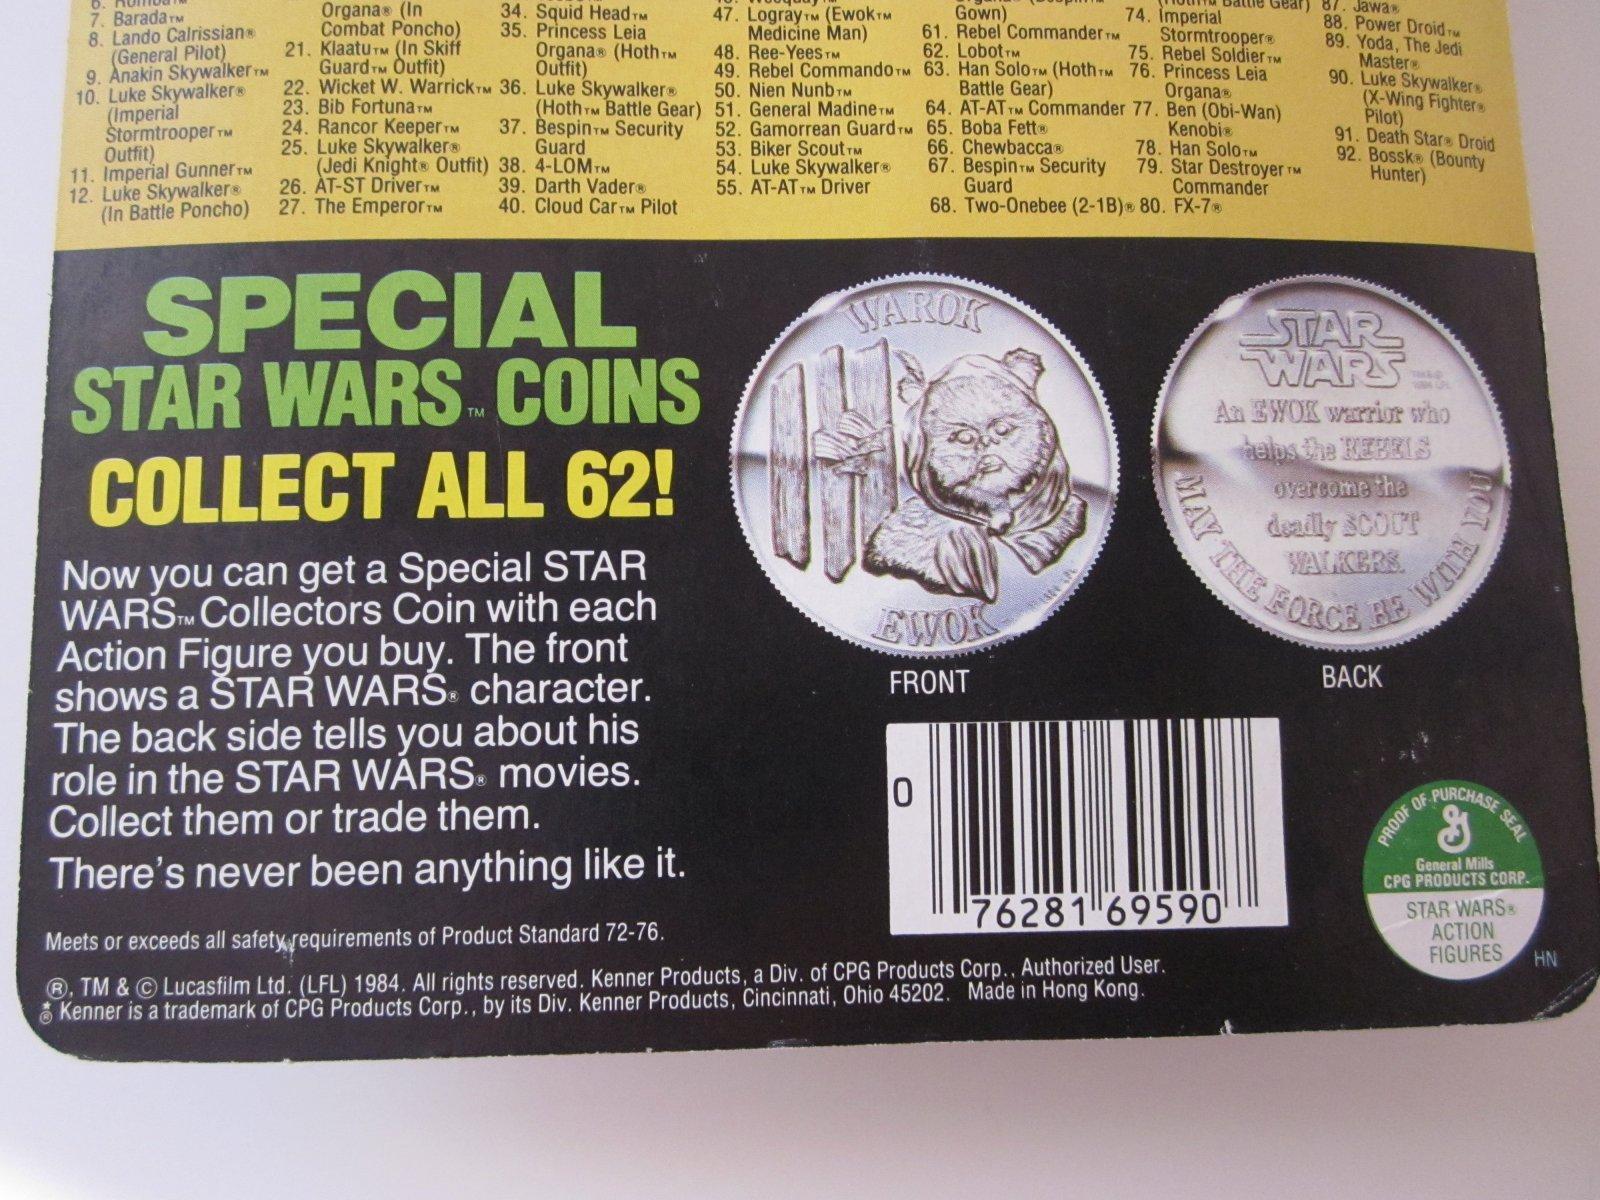 7. Barada™
8. Lando Calrissian®
(General Pilot)
9. Anakin Skywalker™
10. Luke Skywalker®
(Imperial
Stormtrooper™
Outfit)
11. Imperial Gunner™
12. Luke Skywalker®
(In Battle Poncho)
Organa® (In
Combat Poncho)
21. Klaatu™ (In Skiff
Guard™ Outfit)
22. Wicket W. Warrick™
23. Bib Fortuna™
24. Rancor Keeper™
25. Luke Skywalker®
(Jedi Knight® Outfit)
26. AT-ST Driver™
27. The Emperor™
34. Squid Head™
35. Princess Leia
Organa® (Hoth™
Outfit)
36. Luke Skywalker®
(Hoth™ Battle Gear)
37. Bespin™ Security
Guard
38. 4-LOM™
39. Darth Vader®
40. Cloud Car™ Pilot
47. Logray™ (Ewok™
Medicine Man)
48. Ree-Yees™
49. Rebel Commando™
50. Nien Nunb™
51. General Madine™
52. Gamorrean Guard™
53. Biker Scout™
54. Luke Skywalker®
55. AT-AT™ Driver
Gown)
61. Rebel Commander™
62. Lobot™
63. Han Solo™ (Hoth™
Battle Gear)
64. AT-AT™ Commander
65. Boba Fett®
66. Chewbacca®
67. Bespin™ Security
Guard
68. Two-Onebee (2-1B)®
74. Imperial
Stormtrooper®
75. Rebel Soldier™
76. Princess Leia
Organa®
77. Ben (Obi-Wan)
Kenobi®
78. Han Solo™
79. Star Destroyer™
Commander
80. FX-7®
87. Jawa®
88. Power Droid™
89. Yoda, The Jedi
Master®
90. Luke Skywalker®
(X-Wing Fighter®
Pilot)
91. Death Star® Droid
92. Bossk® (Bounty
Hunter)
SPECIAL
STAR WARS™ COINS
COLLECT ALL 62!
Now you can get a Special STAR
WARS™ Collectors Coin with each
Action Figure you buy. The front
shows a STAR WARS® character.
The back side tells you about his
role in the STAR WARS® movies.
Collect them or trade them.
There's never been anything like it.
WAROK
EWOK
FRONT
STAR
WARS
An EWOK warrior who
helps the REBELS
overcome the
deadly SCOUT
WALKERS.
MAY THE FORCE BE WITH YOU
BACK
0 76281 69590
PROOF OF PURCHASE SEAL
General Mills
CPG PRODUCTS CORP.
STAR WARS®
ACTION
FIGURES
HN
Meets or exceeds all safety requirements of Product Standard 72-76.
®, TM & © Lucasfilm Ltd. (LFL) 1984. All rights reserved. Kenner Products, a Div. of CPG Products Corp., Authorized User.
*® Kenner is a trademark of CPG Products Corp., by its Div. Kenner Products, Cincinnati, Ohio 45202. Made in Hong Kong.